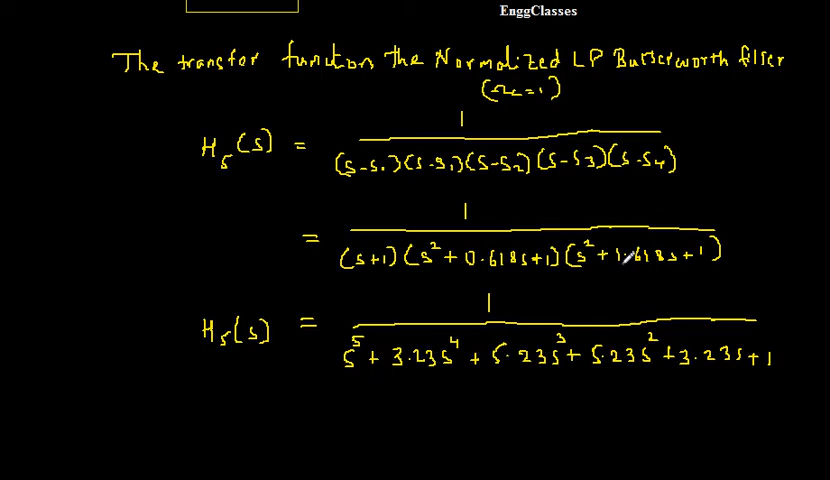 EnggClasses
The transfer function, the Normalized LP Butterworth filter
(Ωc=1)
H₅(s) = 1 / (s-s₀)(s-s₁)(s-s₂)(s-s₃)(s-s₄)
= 1 / (s+1)(s²+0.618s+1)(s²+1.618s+1)
H₅(s) = 1 / s⁵+3.23s⁴+5.23s³+5.23s²+3.23s+1